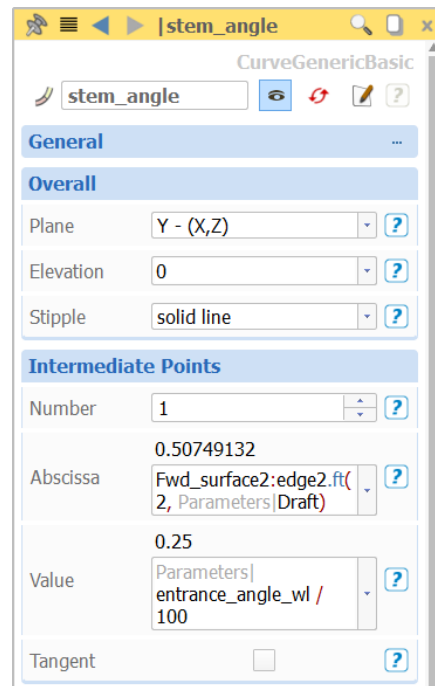 |stem_angle
CurveGenericBasic
stem_angle
General ...
Overall
Plane Y - (X,Z)
Elevation 0
Stipple solid line
Intermediate Points
Number 1
0.50749132
Abscissa Fwd_surface2:edge2.ft(
2, Parameters|Draft)
0.25
Value Parameters|
entrance_angle_wl /
100
Tangent